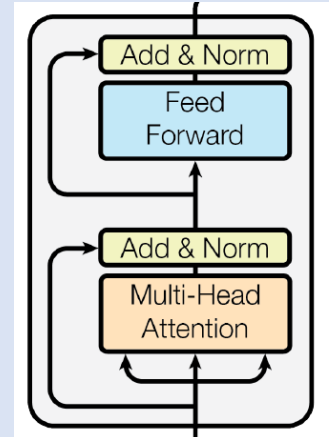 Add & Norm
Feed
Forward
Add & Norm
Multi-Head
Attention